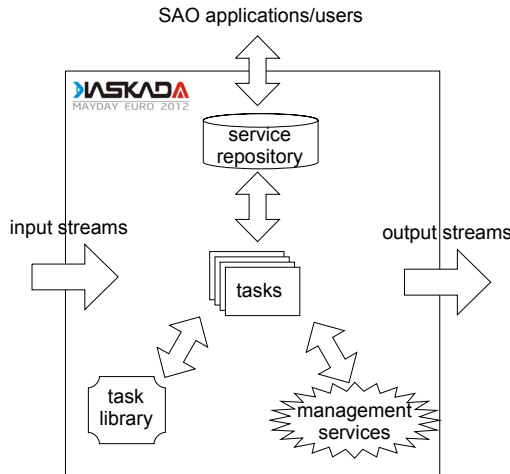 SAO applications/users
KASKADA
MAYDAY EURO 2012
service
repository
input streams
output streams
tasks
task
library
management
services